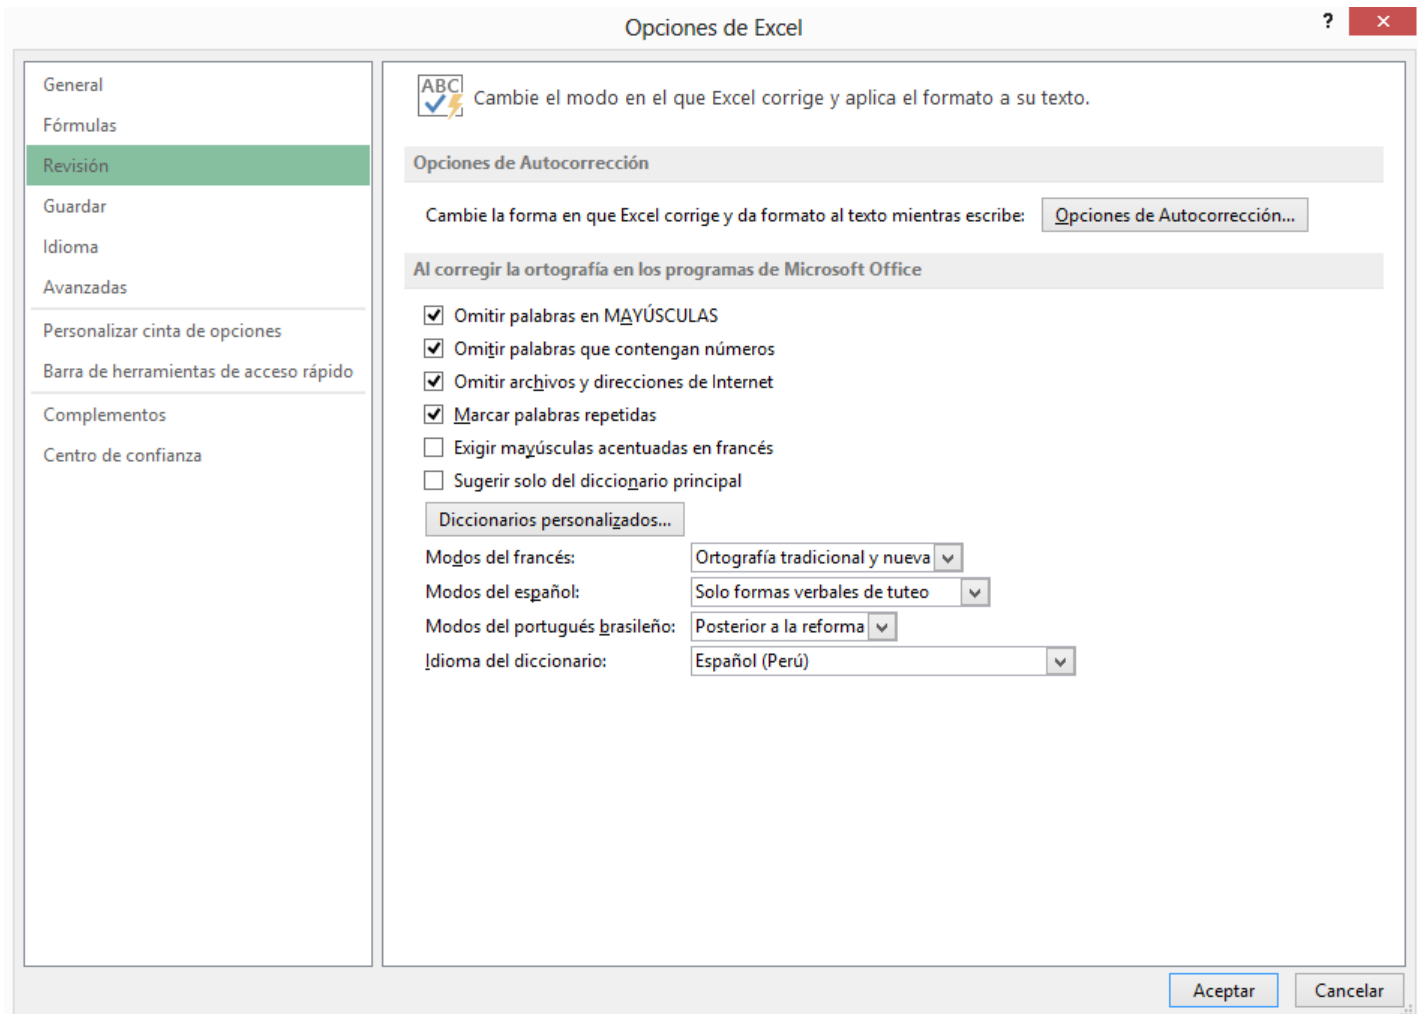 Opciones de Excel
? ×
General
Fórmulas
Revisión
Guardar
Idioma
Avanzadas
Personalizar cinta de opciones
Barra de herramientas de acceso rápido
Complementos
Centro de confianza
ABC
Cambie el modo en el que Excel corrige y aplica el formato a su texto.
Opciones de Autocorrección
Cambie la forma en que Excel corrige y da formato al texto mientras escribe: Opciones de Autocorrección...
Al corregir la ortografía en los programas de Microsoft Office
Omitir palabras en MAYÚSCULAS
Omitir palabras que contengan números
Omitir archivos y direcciones de Internet
Marcar palabras repetidas
Exigir mayúsculas acentuadas en francés
Sugerir solo del diccionario principal
Diccionarios personalizados...
Modos del francés: Ortografía tradicional y nueva
Modos del español: Solo formas verbales de tuteo
Modos del portugués brasileño: Posterior a la reforma
Idioma del diccionario: Español (Perú)
Aceptar Cancelar